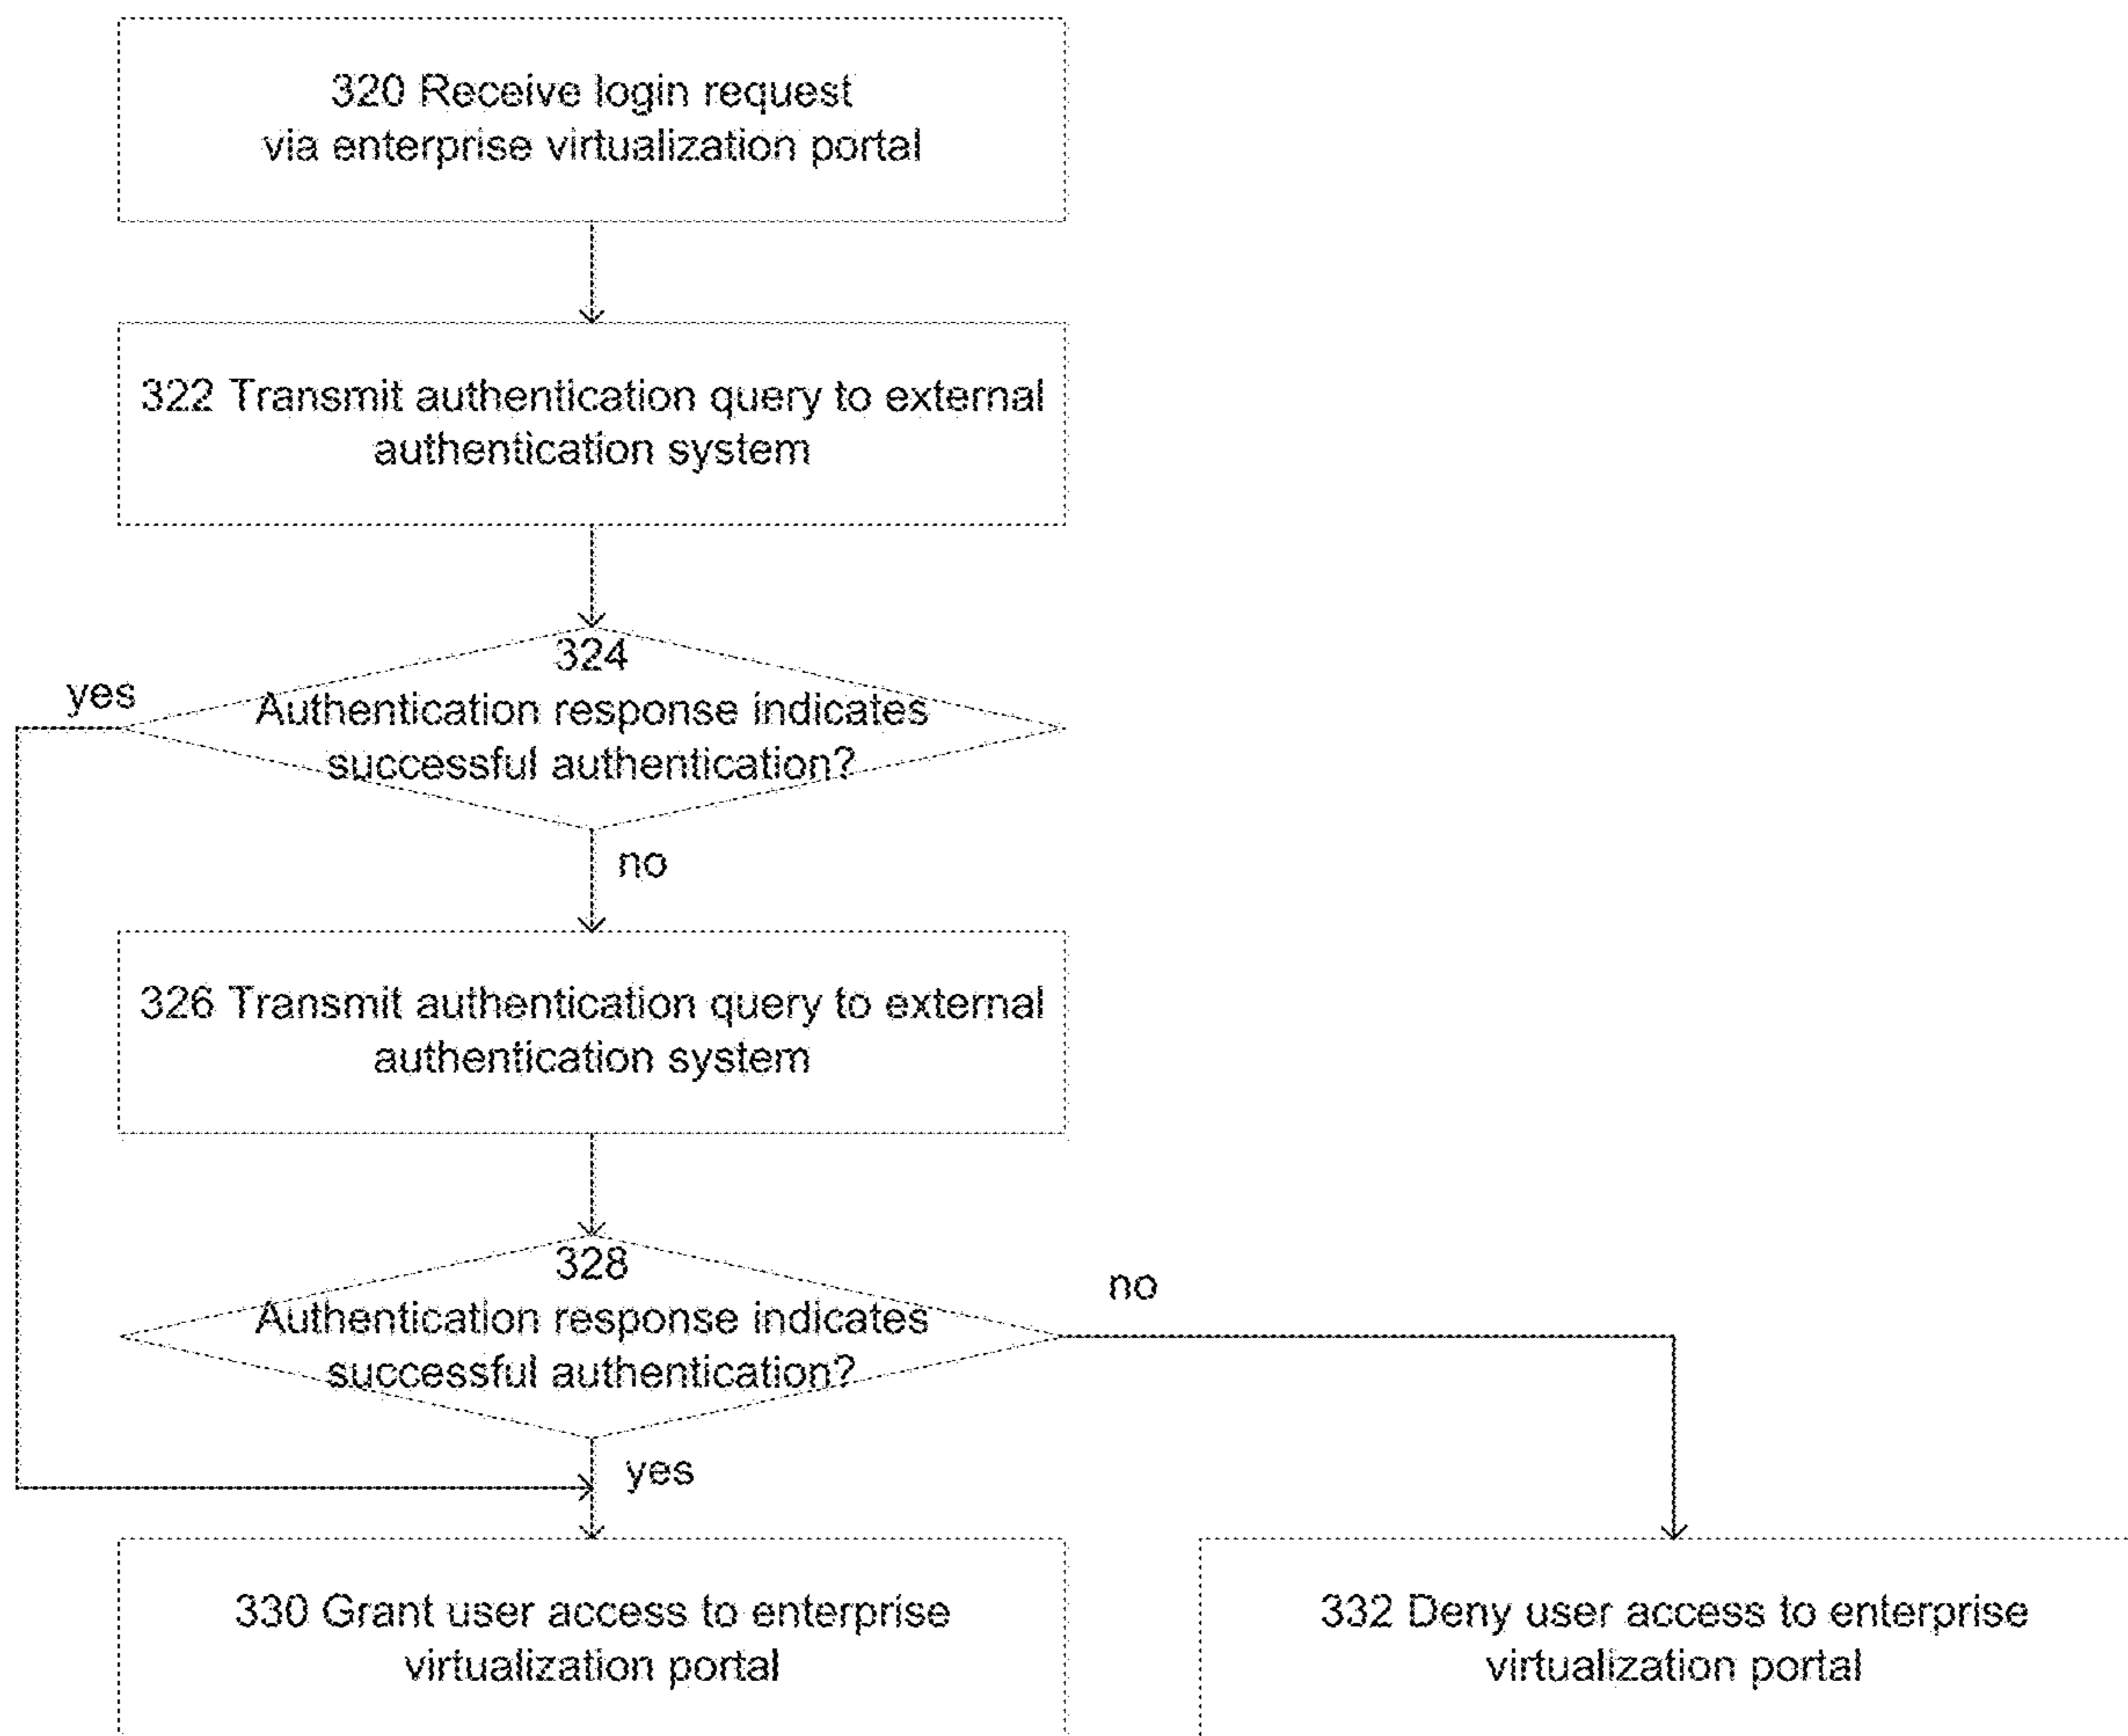 320 Receive login request
via enterprise virtualization portal
322 Transmit authentication query to external
authentication system
324
Authentication response indicates
successful authentication?
yes
no
326 Transmit authentication query to external
authentication system
328
Authentication response indicates
successful authentication?
no
yes
330 Grant user access to enterprise
virtualization portal
332 Deny user access to enterprise
virtualization portal